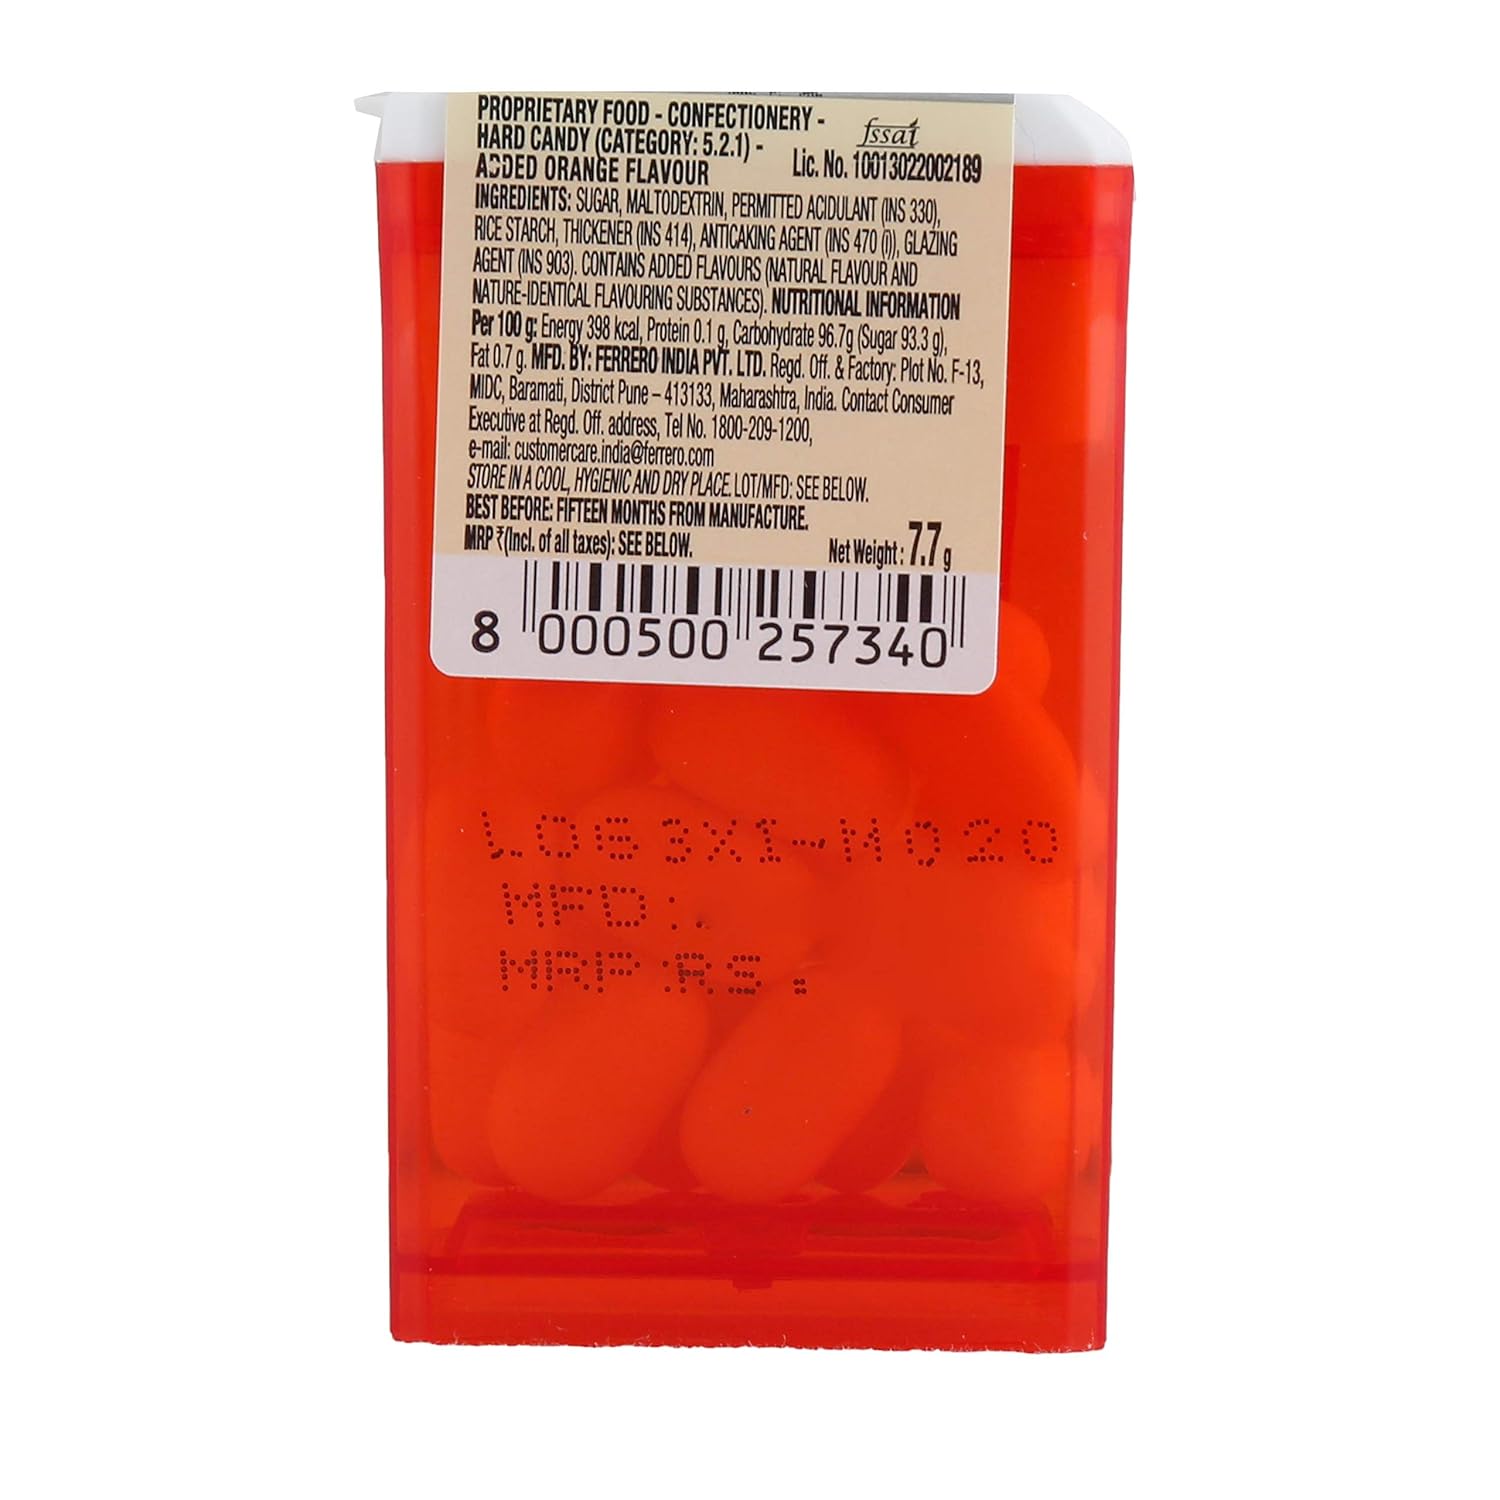 PROPRIETARY FOOD - CONFECTIONERY -
HARD CANDY (CATEGORY: 5.2.1) -
ADDED ORANGE FLAVOUR
fssai
Lic. No. 10013022002189
INGREDIENTS: SUGAR, MALTODEXTRIN, PERMITTED ACIDULANT (INS 330),
RICE STARCH, THICKENER (INS 414), ANTICAKING AGENT (INS 470 (i)), GLAZING
AGENT (INS 903). CONTAINS ADDED FLAVOURS (NATURAL FLAVOUR AND
NATURE-IDENTICAL FLAVOURING SUBSTANCES). NUTRITIONAL INFORMATION
Per 100 g: Energy 398 kcal, Protein 0.1 g, Carbohydrate 96.7g (Sugar 93.3 g),
Fat 0.7 g. MFD. BY: FERRERO INDIA PVT. LTD. Regd. Off. & Factory: Plot No. F-13,
MIDC, Baramati, District Pune – 413133, Maharashtra, India. Contact Consumer
Executive at Regd. Off. address, Tel No. 1800-209-1200,
e-mail: customercare.india@ferrero.com
STORE IN A COOL, HYGIENIC AND DRY PLACE. LOT/MFD: SEE BELOW.
BEST BEFORE: FIFTEEN MONTHS FROM MANUFACTURE.
MRP ₹ (Incl. of all taxes): SEE BELOW.
Net Weight: 7.7 g
8 000500 257340
L063XI-M020
MFD:
MRP:RS.